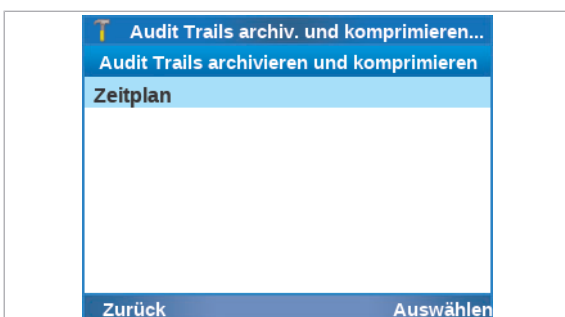 Audit Trails archiv. und komprimieren...
Audit Trails archivieren und komprimieren
Zeitplan
Zurück Auswählen